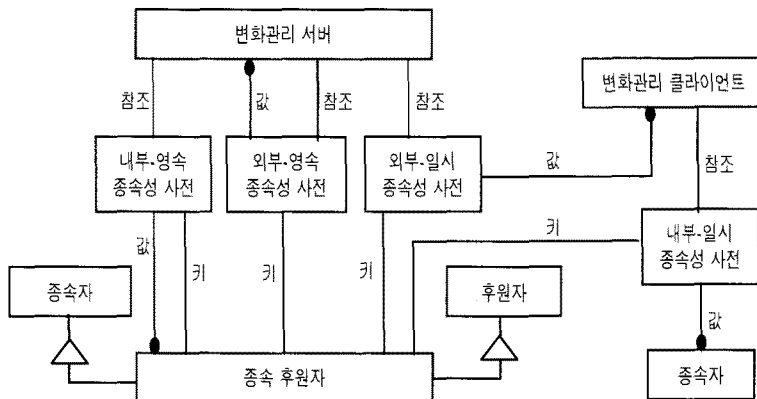 변화관리 서버
변화관리 클라이언트
참조
값
참조
참조
내부-영속
종속성 사전
외부-영속
종속성 사전
외부-일시
종속성 사전
값
참조
내부-일시
종속성 사전
값
키
키
키
키
종속자
후원자
값
종속 후원자
종속자